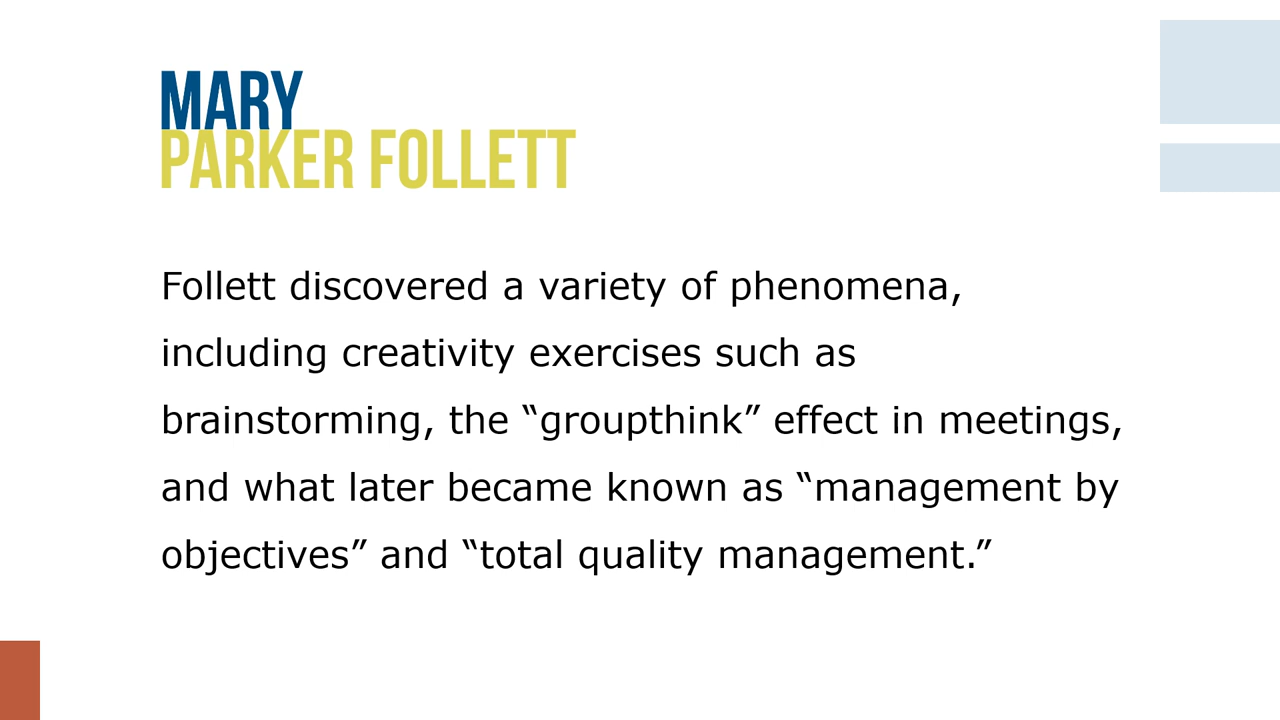 MARY
PARKER FOLLETT
Follett discovered a variety of phenomena,
including creativity exercises such as
brainstorming, the “groupthink” effect in meetings,
and what later became known as “management by
objectives” and “total quality management.”